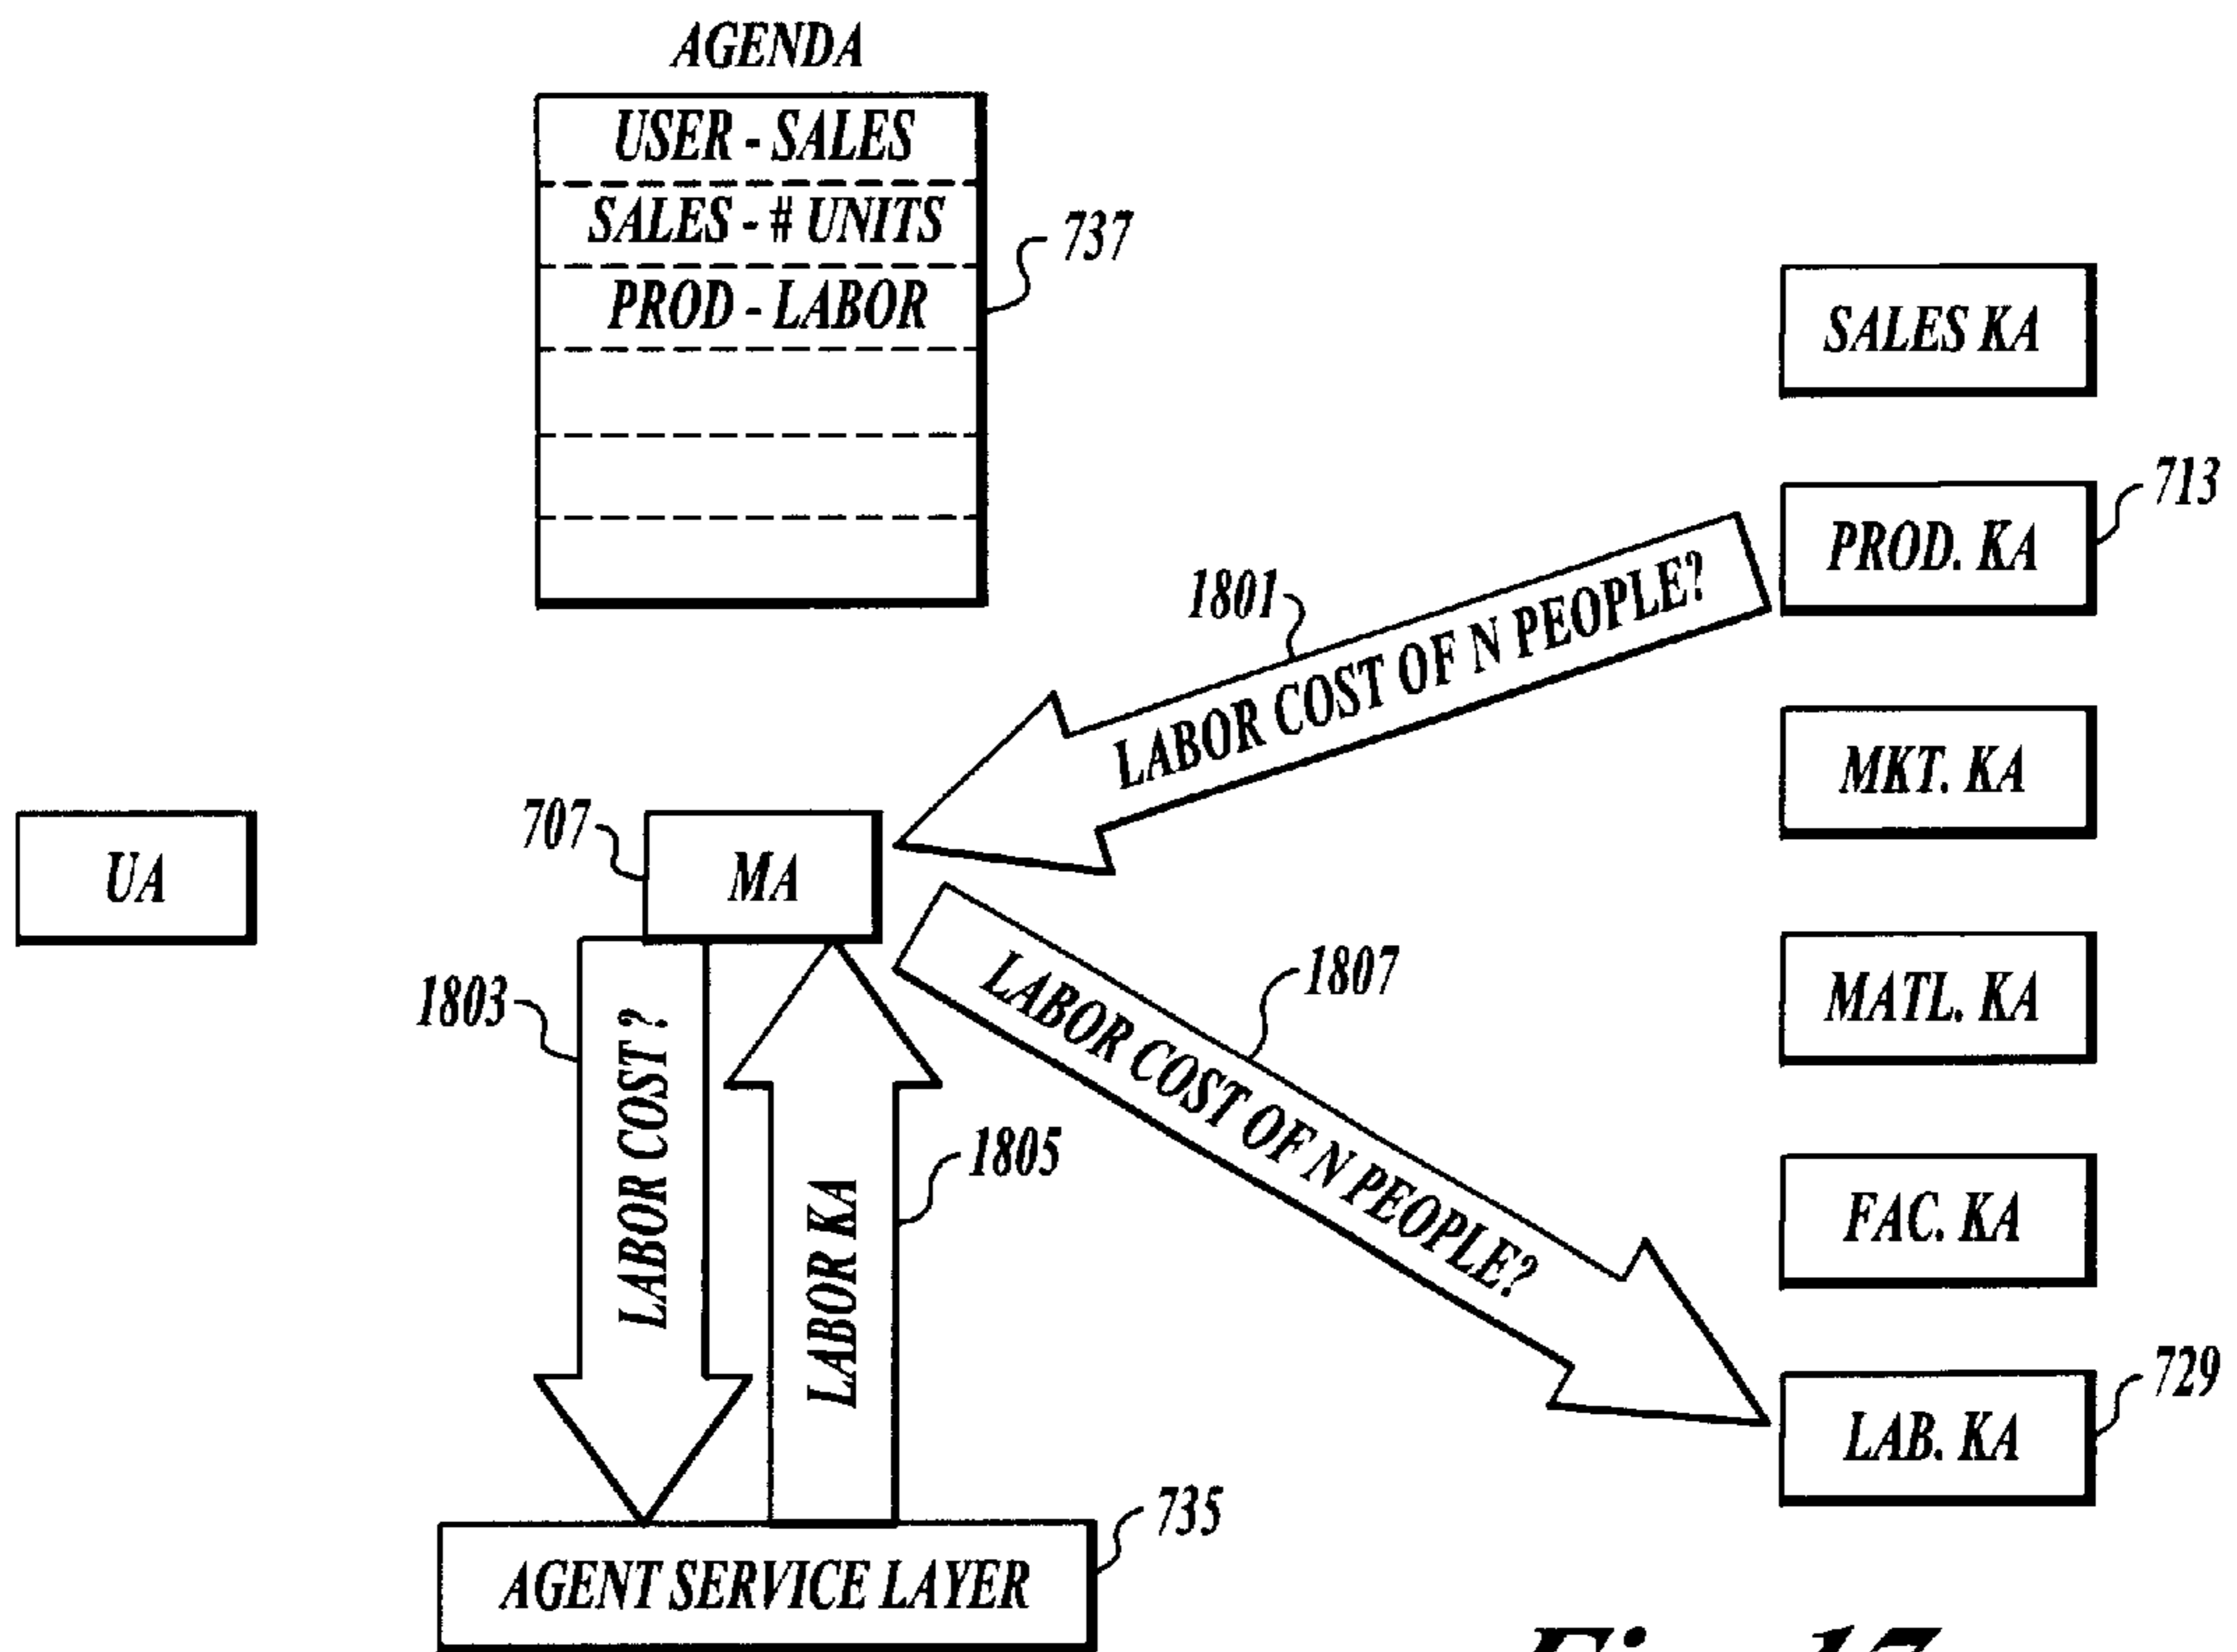 AGENDA
USER - SALES
SALES - # UNITS
PROD - LABOR
737
SALES KA
713
PROD. KA
1801
LABOR COST OF N PEOPLE?
MKT. KA
707
UA
MA
MATL. KA
1803
LABOR COST?
1807
LABOR COST OF N PEOPLE?
1805
LABOR KA
FAC. KA
729
LAB. KA
735
AGENT SERVICE LAYER
Fig. 17